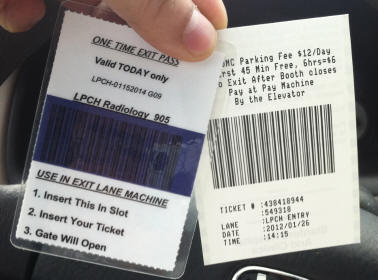 ONE TIME EXIT PASS
Valid TODAY only
LPCH-01152014 G09
LPCH Radiology 905
USE IN EXIT LANE MACHINE
1. Insert This In Slot
2. Insert Your Ticket
3. Gate Will Open
Parking Fee $12/Day
45 Min Free, 6hrs=$6
Exit After Booth closes
Pay at Pay Machine
By the Elevator
TICKET # :438418944
:549318
LANE :LPCH ENTRY
DATE :2012/01/26
TIME :14:15